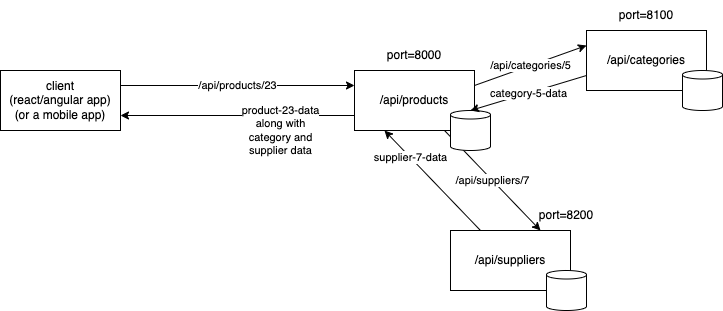 port=8100
port=8000
/api/categories/5
/api/categories
client
(react/angular app)
(or a mobile app)
/api/products/23
/api/products
category-5-data
product-23-data
along with
category and
supplier data
supplier-7-data
/api/suppliers/7
port=8200
/api/suppliers